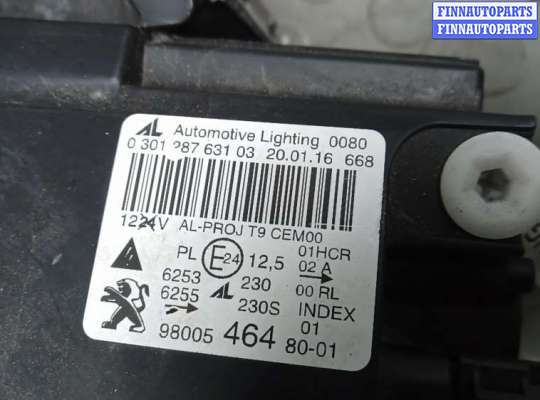 FINNAUTOPARTS
FINNAUTOPARTS
FINNAUTOPARTS
AL Automotive Lighting 0080
0 301 287 631 03 20.01.16 668
1224V AL-PROJ T9 CEM00
01HCR
PL E24 12,5 02 A
6253 230 00 RL
6255 AL 230S INDEX
01
98005 464 80-01